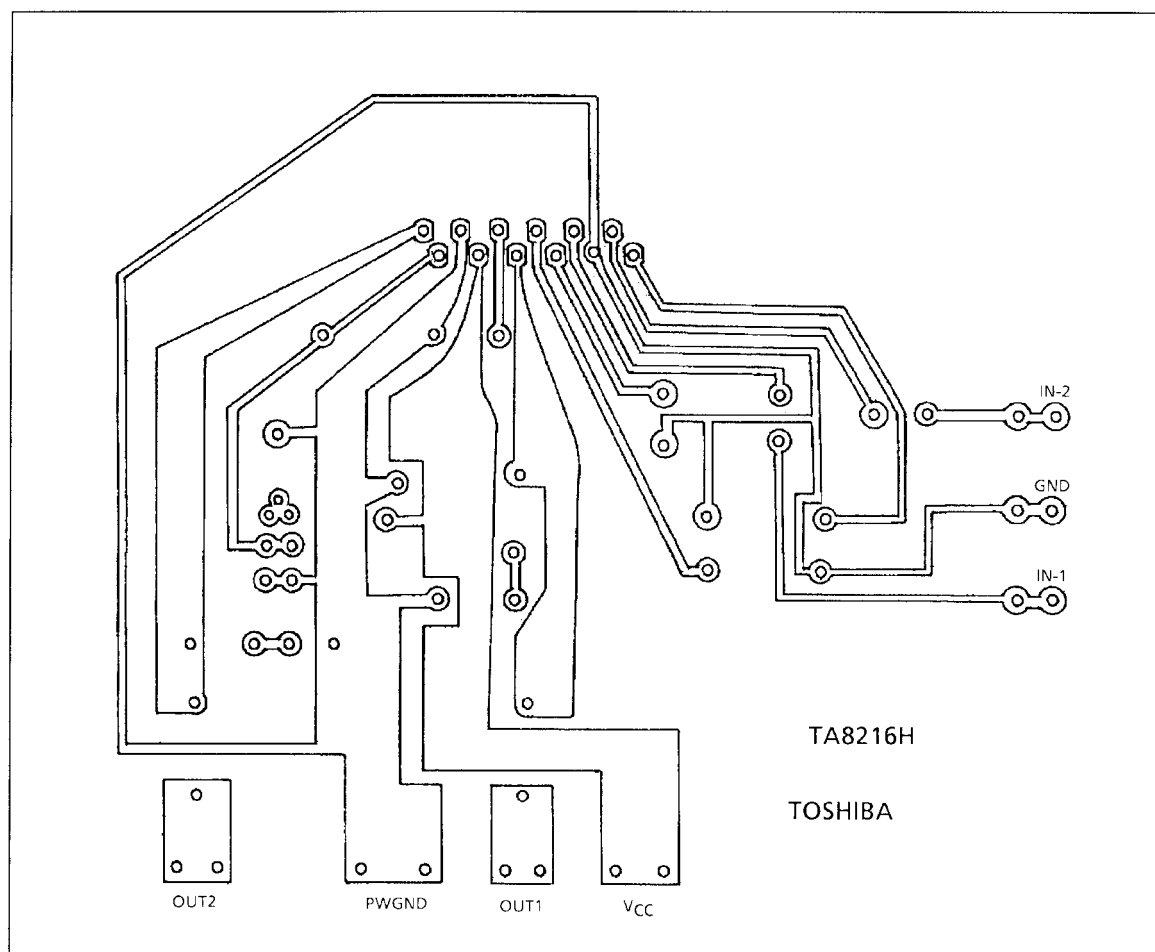 IN-2
GND
IN-1
TA8216H
TOSHIBA
OUT2
PWGND
OUT1
VCC